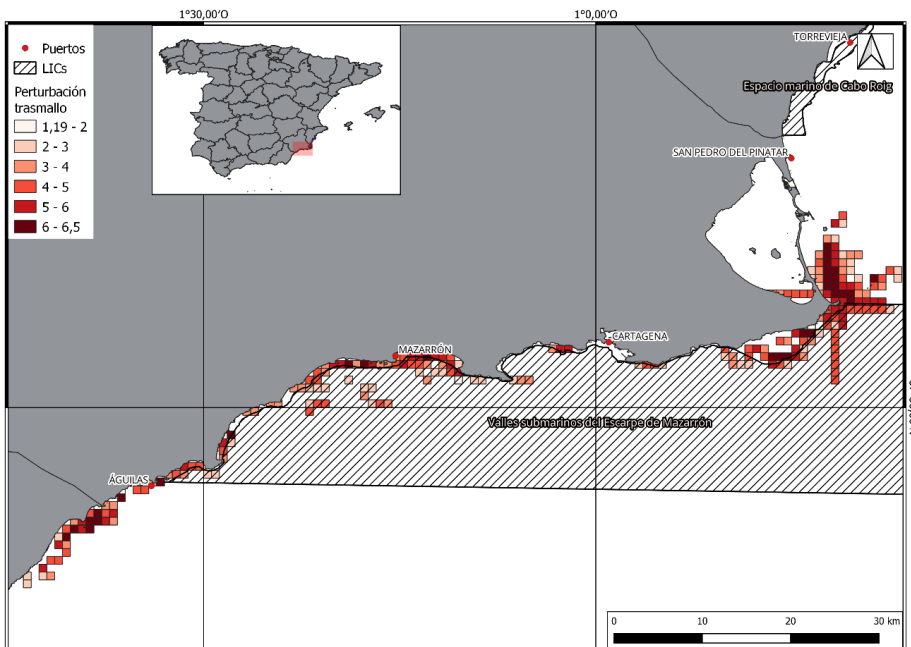 1°30,00'O
1°0,00'O
Puertos
LICs
Perturbación
trasmallo
1,19 - 2
2 - 3
3 - 4
4 - 5
5 - 6
6 - 6,5
TORREVIEJA
Espacio marino de Cabo Roig
SAN PEDRO DEL PINATAR
CARTAGENA
MAZARRÓN
Valles submarinos del Escarpe de Mazarrón
ÁGUILAS
0 10 20 30 km